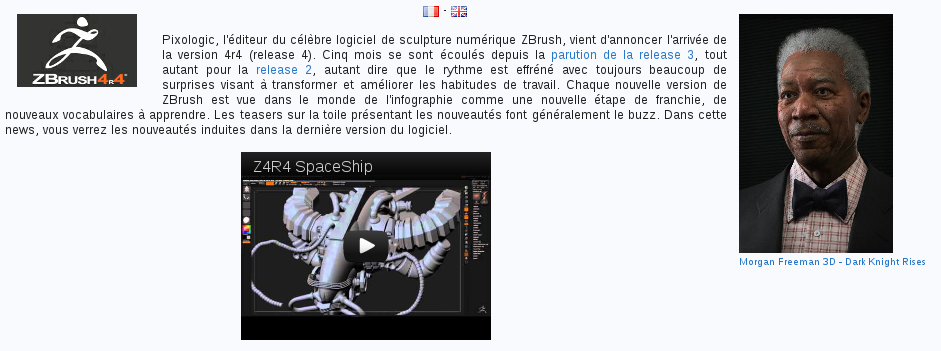 ZBRUSH4R4
Pixologic, l'éditeur du célèbre logiciel de sculpture numérique ZBrush, vient d'annoncer l'arrivée de
la version 4r4 (release 4). Cinq mois se sont écoulés depuis la parution de la release 3, tout
autant pour la release 2, autant dire que le rythme est effréné avec toujours beaucoup de
surprises visant à transformer et améliorer les habitudes de travail. Chaque nouvelle version de
ZBrush est vue dans le monde de l'infographie comme une nouvelle étape de franchie, de
nouveaux vocabulaires à apprendre. Les teasers sur la toile présentant les nouveautés font généralement le buzz. Dans cette
news, vous verrez les nouveautés induites dans la dernière version du logiciel.
Z4R4 SpaceShip
Morgan Freeman 3D - Dark Knight Rises